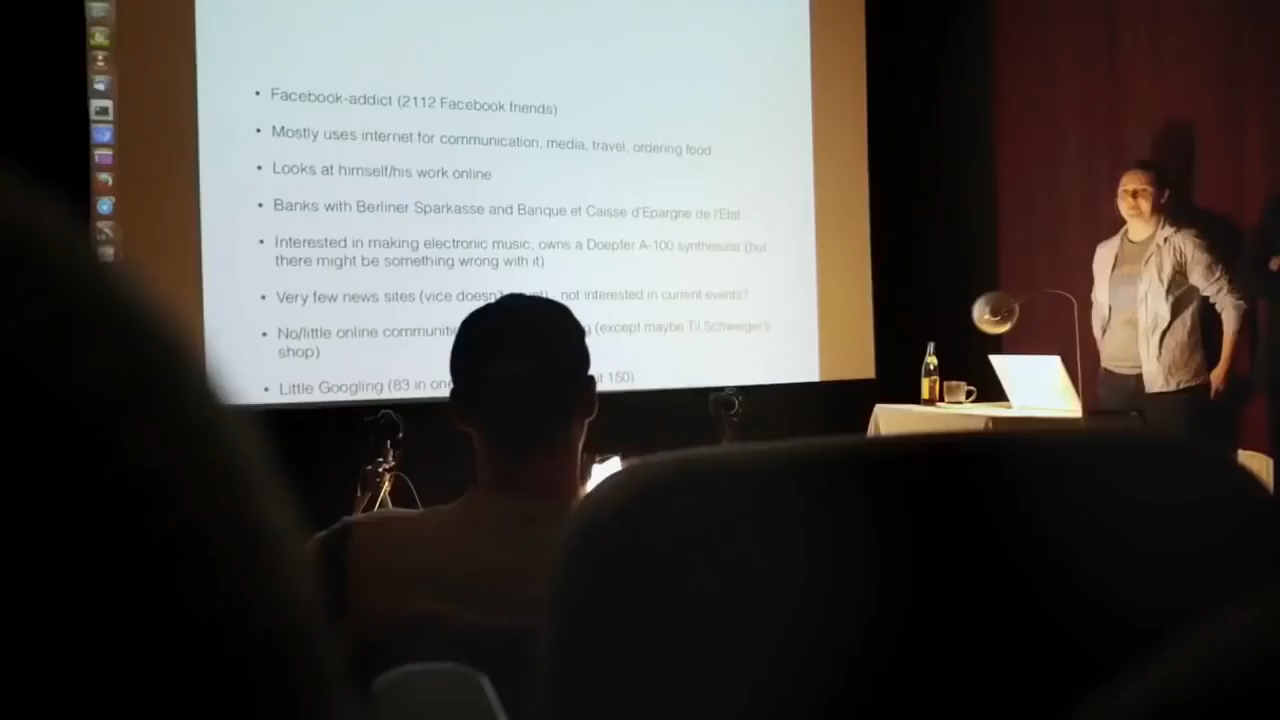 • Facebook-addict (2112 Facebook friends)
• Mostly uses internet for communication, media, travel, ordering food
• Looks at himself/his work online
• Banks with Berliner Sparkasse and Banque et Caisse d'Epargne de l'Etat
• Interested in making electronic music, owns a Doepfer A-100 synthesizer (but
there might be something wrong with it)
• Very few news sites (vice doesn't - not interested in current events?
• No/little online (except maybe Til Schweiger's
shop)
• Little Googling (83 in 150)